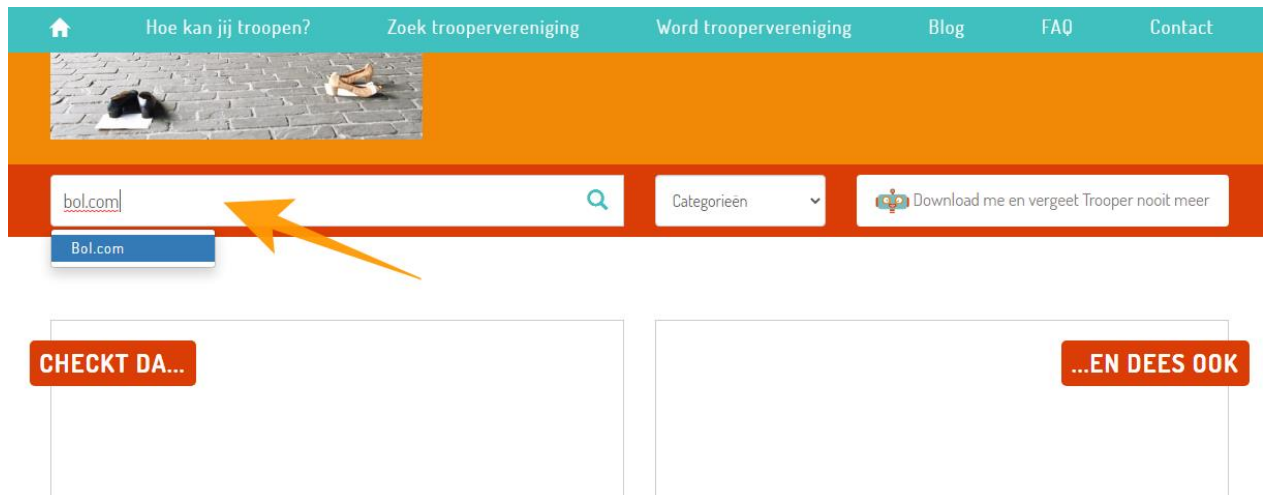 Hoe kan jij troopen? Zoek troopervereniging Word troopervereniging Blog FAQ Contact
bol.com Categorieën Download me en vergeet Trooper nooit meer
Bol.com
CHECKT DA... ...EN DEES OOK